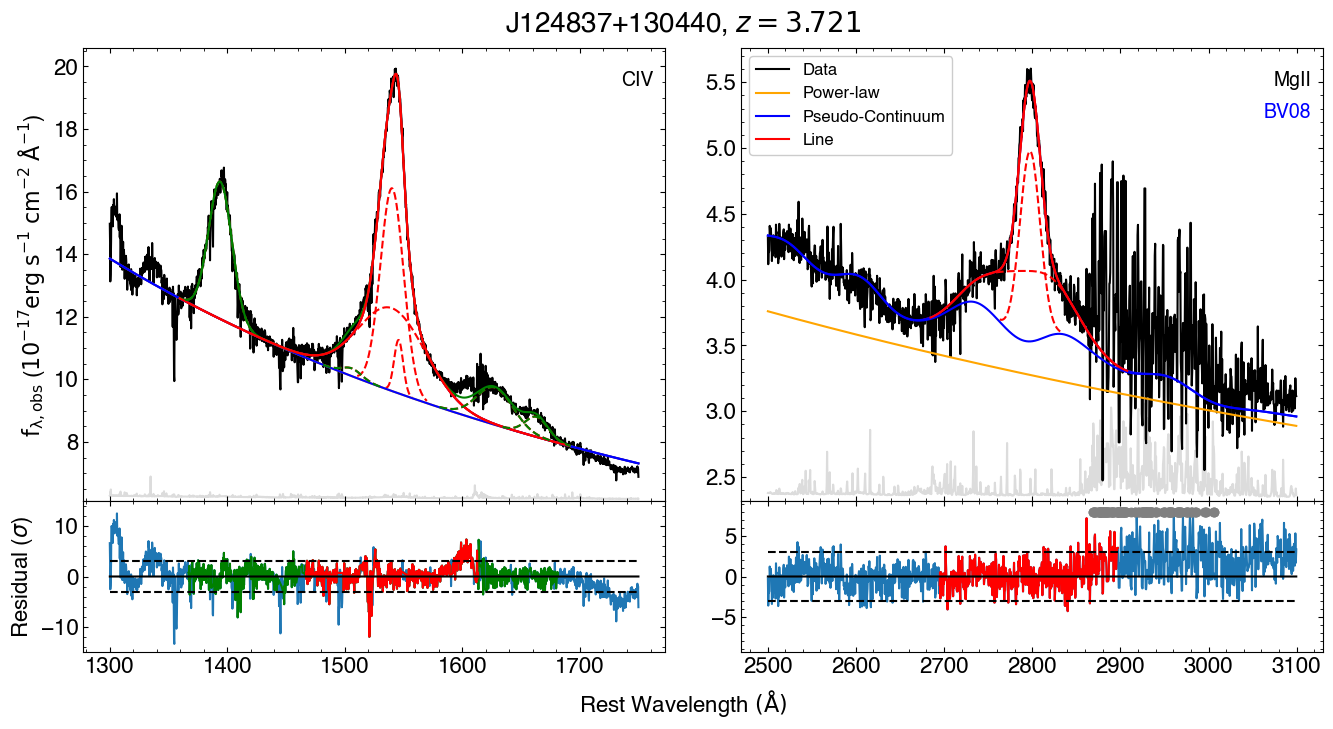 J124837+130440, z = 3.721
CIV
20
18
16
14
12
10
8
f_λ,obs (10^−17 erg s^−1 cm^−2 Å^−1)
Data
Power-law
Pseudo-Continuum
Line
MgII
BV08
5.5
5.0
4.5
4.0
3.5
3.0
2.5
Residual (σ)
10
0
−10
5
0
−5
1300 1400 1500 1600 1700
2500 2600 2700 2800 2900 3000 3100
Rest Wavelength (Å)